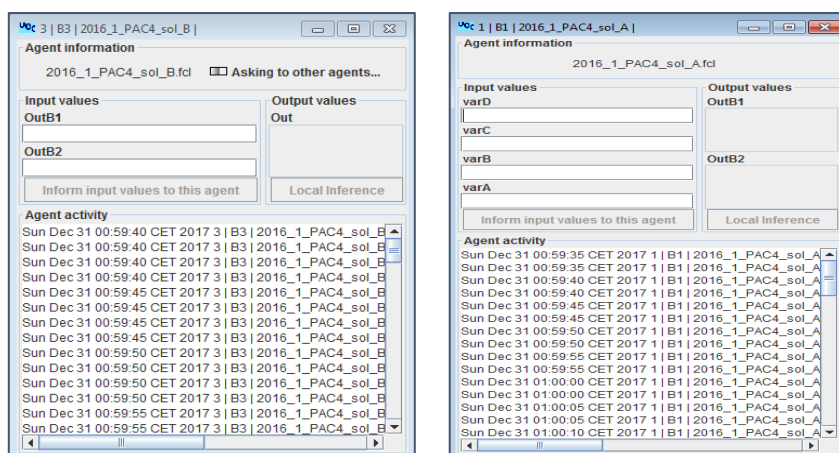 UOC 3 | B3 | 2016_1_PAC4_sol_B |
Agent information
2016_1_PAC4_sol_B.fcl Asking to other agents...
Input values
OutB1
OutB2
Inform input values to this agent
Output values
Out
Local Inference
Agent activity
Sun Dec 31 00:59:40 CET 2017 3 | B3 | 2016_1_PAC4_sol_B
Sun Dec 31 00:59:40 CET 2017 3 | B3 | 2016_1_PAC4_sol_B
Sun Dec 31 00:59:40 CET 2017 3 | B3 | 2016_1_PAC4_sol_B
Sun Dec 31 00:59:40 CET 2017 3 | B3 | 2016_1_PAC4_sol_B
Sun Dec 31 00:59:45 CET 2017 3 | B3 | 2016_1_PAC4_sol_B
Sun Dec 31 00:59:45 CET 2017 3 | B3 | 2016_1_PAC4_sol_B
Sun Dec 31 00:59:45 CET 2017 3 | B3 | 2016_1_PAC4_sol_B
Sun Dec 31 00:59:45 CET 2017 3 | B3 | 2016_1_PAC4_sol_B
Sun Dec 31 00:59:50 CET 2017 3 | B3 | 2016_1_PAC4_sol_B
Sun Dec 31 00:59:50 CET 2017 3 | B3 | 2016_1_PAC4_sol_B
Sun Dec 31 00:59:50 CET 2017 3 | B3 | 2016_1_PAC4_sol_B
Sun Dec 31 00:59:50 CET 2017 3 | B3 | 2016_1_PAC4_sol_B
Sun Dec 31 00:59:55 CET 2017 3 | B3 | 2016_1_PAC4_sol_B
Sun Dec 31 00:59:55 CET 2017 3 | B3 | 2016_1_PAC4_sol_B
UOC 1 | B1 | 2016_1_PAC4_sol_A |
Agent information
2016_1_PAC4_sol_A.fcl
Input values
varD
varC
varB
varA
Inform input values to this agent
Output values
OutB1
OutB2
Local Inference
Agent activity
Sun Dec 31 00:59:35 CET 2017 1 | B1 | 2016_1_PAC4_sol_A
Sun Dec 31 00:59:35 CET 2017 1 | B1 | 2016_1_PAC4_sol_A
Sun Dec 31 00:59:40 CET 2017 1 | B1 | 2016_1_PAC4_sol_A
Sun Dec 31 00:59:40 CET 2017 1 | B1 | 2016_1_PAC4_sol_A
Sun Dec 31 00:59:45 CET 2017 1 | B1 | 2016_1_PAC4_sol_A
Sun Dec 31 00:59:45 CET 2017 1 | B1 | 2016_1_PAC4_sol_A
Sun Dec 31 00:59:50 CET 2017 1 | B1 | 2016_1_PAC4_sol_A
Sun Dec 31 00:59:50 CET 2017 1 | B1 | 2016_1_PAC4_sol_A
Sun Dec 31 00:59:55 CET 2017 1 | B1 | 2016_1_PAC4_sol_A
Sun Dec 31 00:59:55 CET 2017 1 | B1 | 2016_1_PAC4_sol_A
Sun Dec 31 01:00:00 CET 2017 1 | B1 | 2016_1_PAC4_sol_A
Sun Dec 31 01:00:00 CET 2017 1 | B1 | 2016_1_PAC4_sol_A
Sun Dec 31 01:00:05 CET 2017 1 | B1 | 2016_1_PAC4_sol_A
Sun Dec 31 01:00:05 CET 2017 1 | B1 | 2016_1_PAC4_sol_A
Sun Dec 31 01:00:10 CET 2017 1 | B1 | 2016_1_PAC4_sol_A